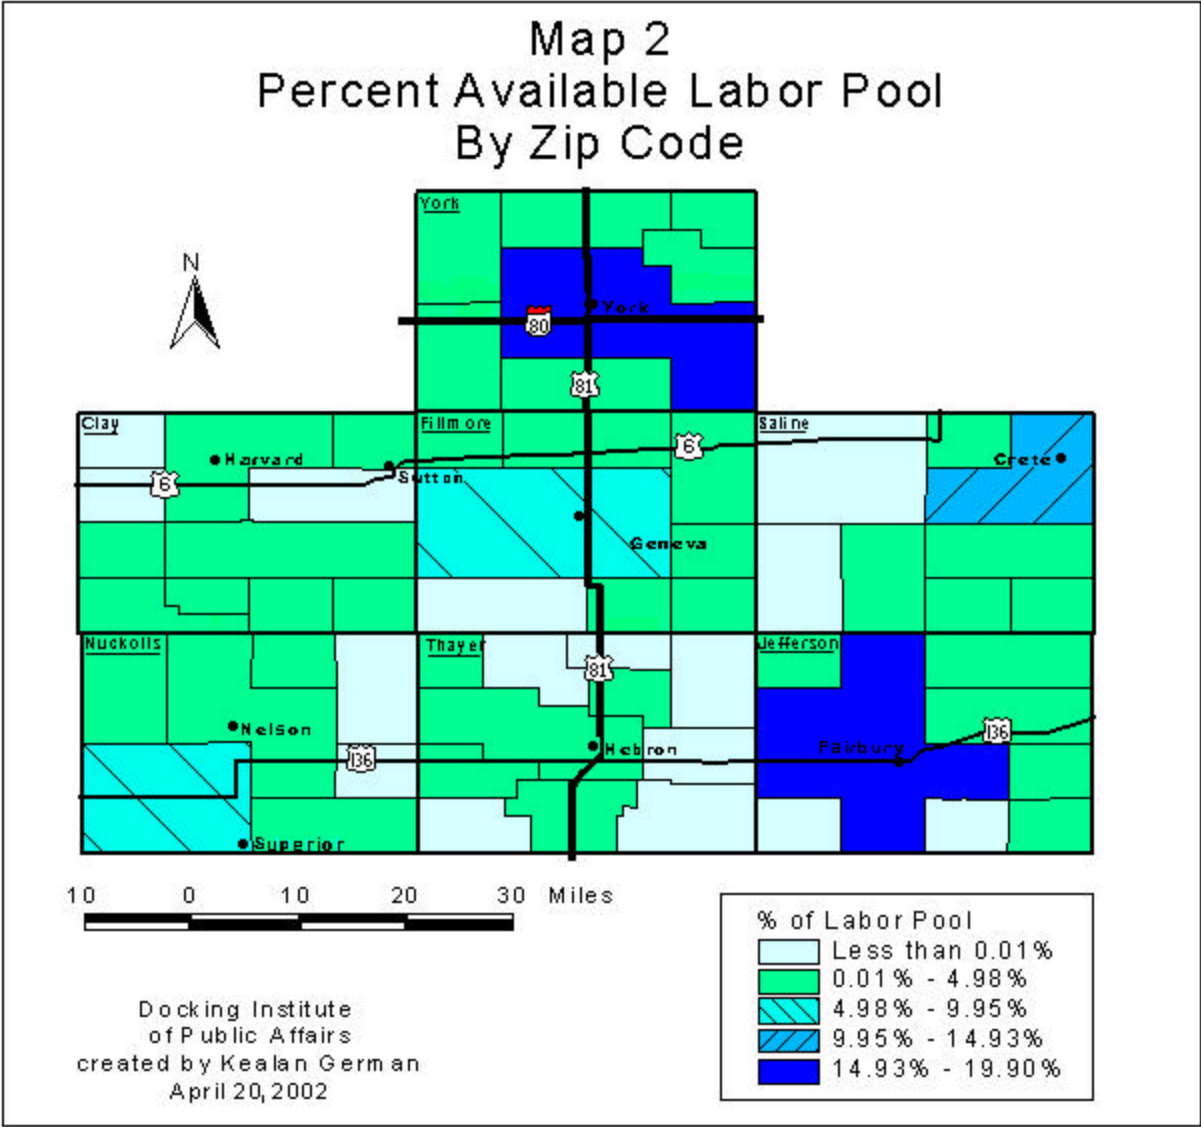 Map 2
Percent Available Labor Pool
By Zip Code
N
York
York
80
81
Clay
Fillmore
Saline
6
Harvard
Crete
6
Sutton
Geneva
Nuckolls
Thayer
Jefferson
81
Nelson
136
Hebron
Fairbury
136
Superior
10 0 10 20 30 Miles
% of Labor Pool
Less than 0.01%
0.01% - 4.98%
4.98% - 9.95%
9.95% - 14.93%
14.93% - 19.90%
Docking Institute
of Public Affairs
created by Kealan German
April 20,2002